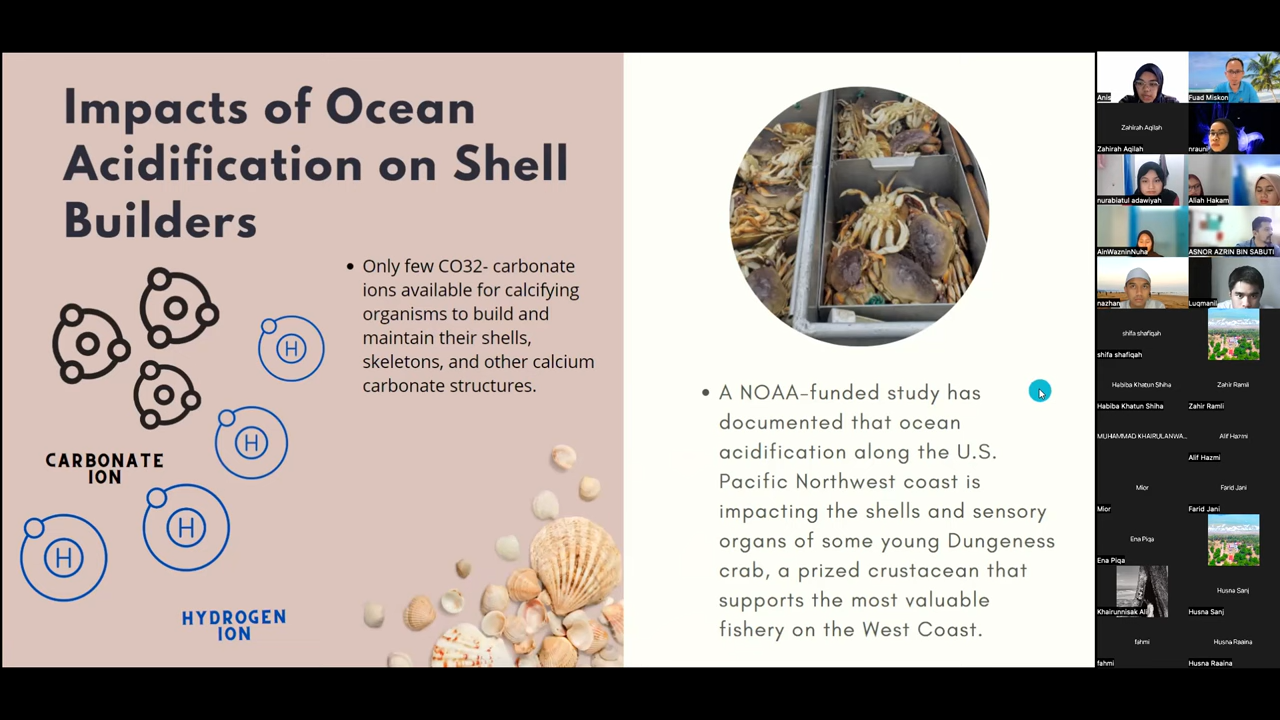 Impacts of Ocean
Acidification on Shell
Builders
• Only few CO32- carbonate
ions available for calcifying
organisms to build and
maintain their shells,
skeletons, and other calcium
carbonate structures.
H
H
H
H
CARBONATE
ION
HYDROGEN
ION
• A NOAA-funded study has
documented that ocean
acidification along the U.S.
Pacific Northwest coast is
impacting the shells and sensory
organs of some young Dungeness
crab, a prized crustacean that
supports the most valuable
fishery on the West Coast.
Anis
Fuad Miskon
Zahirah Aqilah
Zahirah Aqilah
nraun
nurabiatul adawiyah
Aliah Hakam
AinWazninNuha
ASNOR AZRIN BIN SABUTI
nazhan
Luqmanil
shifa shafiqah
shifa shafiqah
Habiba Khatun Shiha
Zahir Ramli
Habiba Khatun Shiha
Zahir Ramli
MUHAMMAD KHAIRULANWA...
Alif Hazmi
Alif Hazmi
Mior
Farid Jani
Mior
Farid Jani
Ena Piqa
Ena Piqa
Husna Sanj
Khairunnisak Ali
Husna Sanj
fahmi
Husna Raaina
fahmi
Husna Raaina